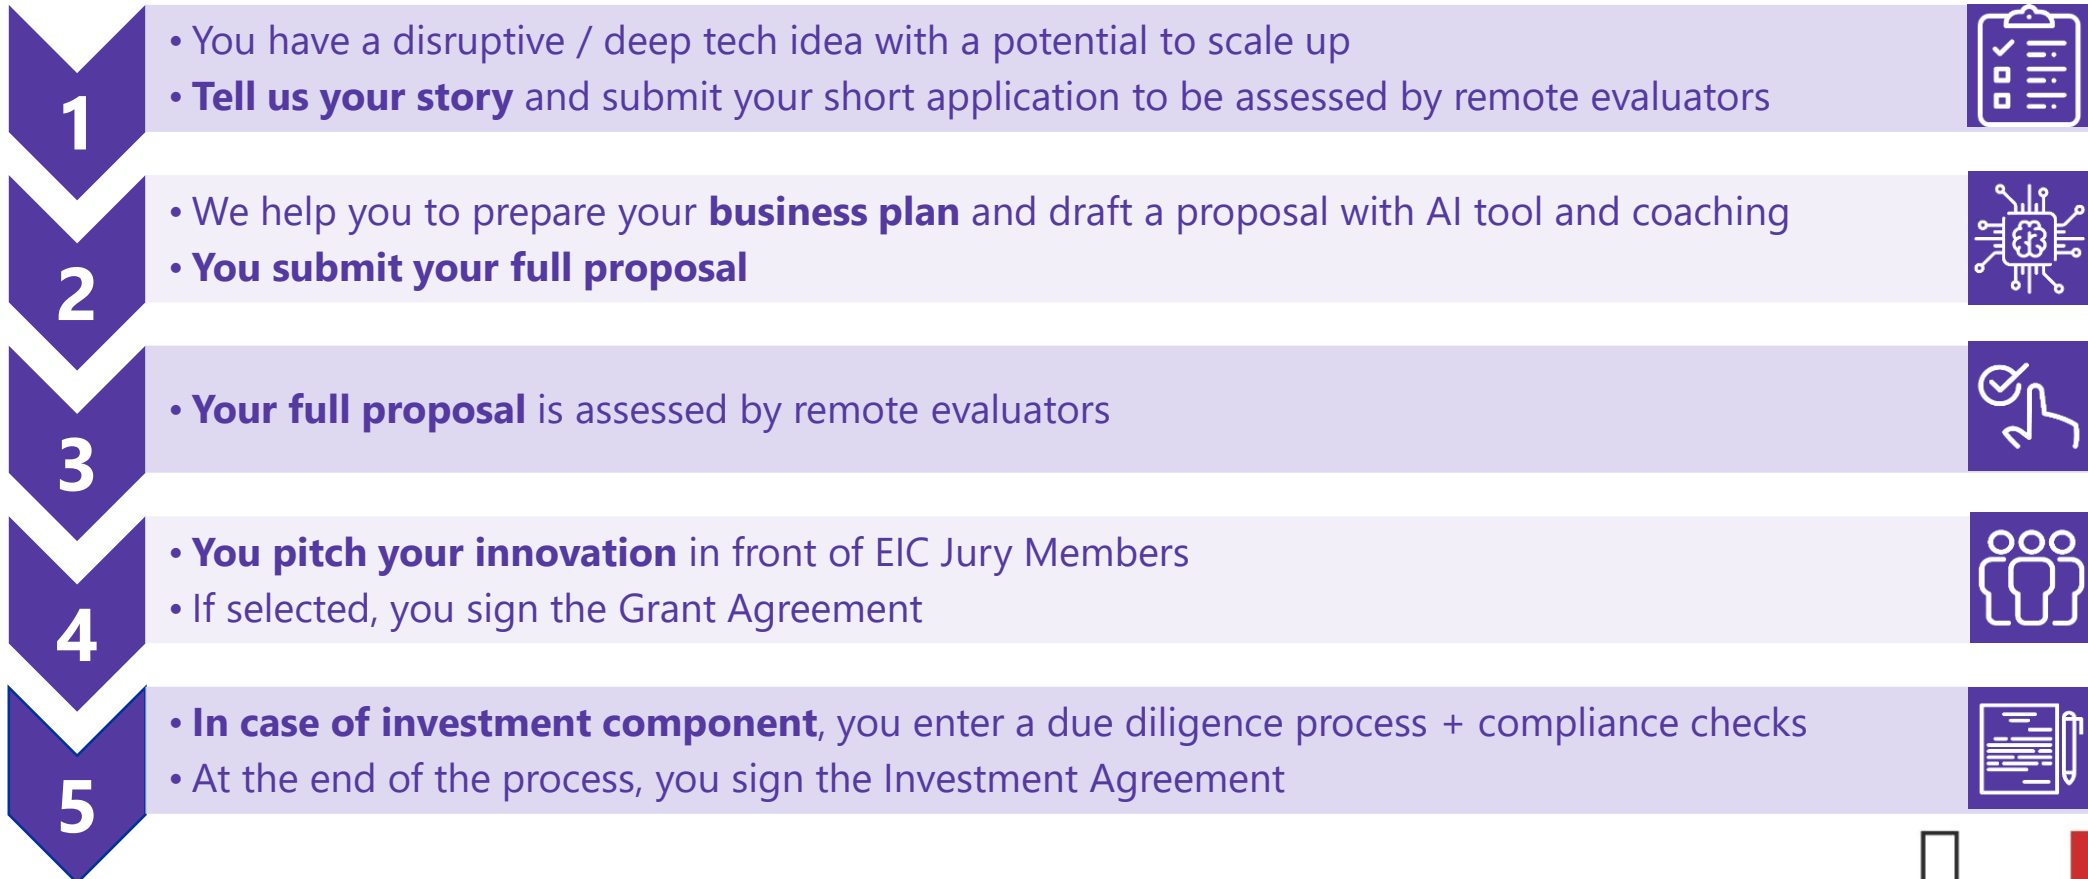 1
• You have a disruptive / deep tech idea with a potential to scale up
• Tell us your story and submit your short application to be assessed by remote evaluators
2
• We help you to prepare your business plan and draft a proposal with AI tool and coaching
• You submit your full proposal
3
• Your full proposal is assessed by remote evaluators
4
• You pitch your innovation in front of EIC Jury Members
• If selected, you sign the Grant Agreement
5
• In case of investment component, you enter a due diligence process + compliance checks
• At the end of the process, you sign the Investment Agreement